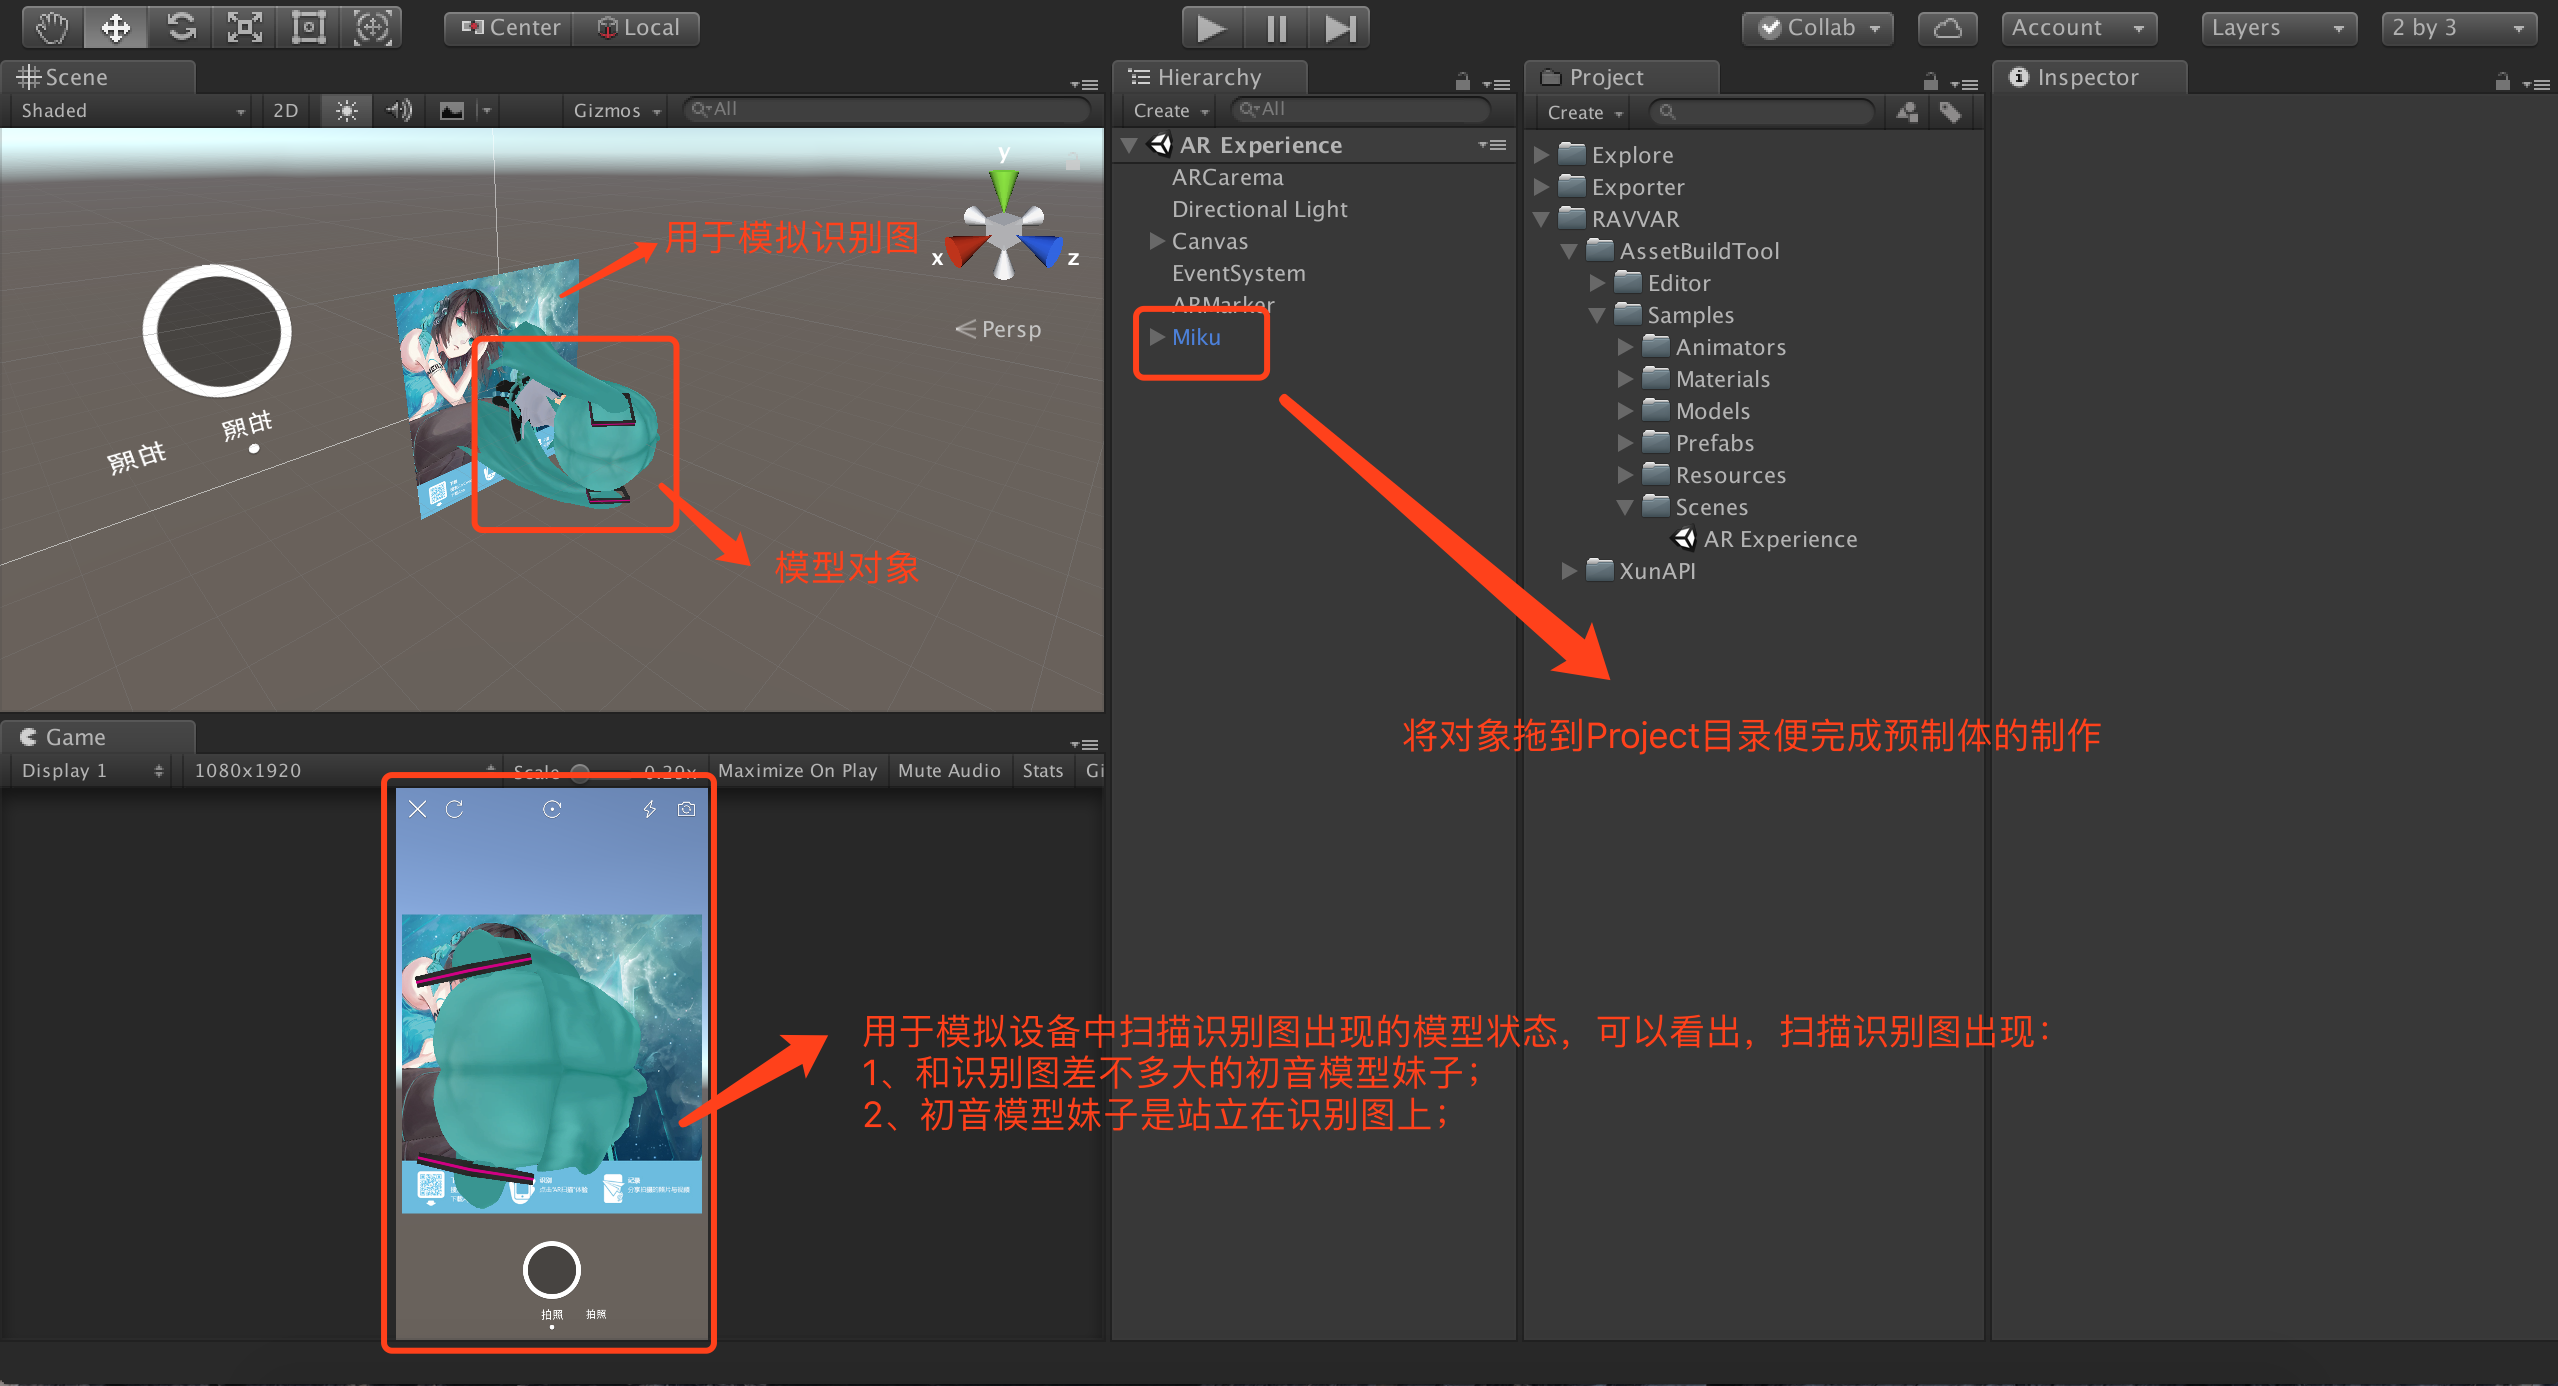 Center
Local
Collab
Account
Layers
2 by 3
Scene
Shaded
2D
Gizmos
All
y
x
z
Persp
用于模拟识别图
模型对象
拍照
拍照
Hierarchy
Create
All
AR Experience
ARCarema
Directional Light
Canvas
EventSystem
ARMarker
Miku
Project
Create
Explore
Exporter
RAVVAR
AssetBuildTool
Editor
Samples
Animators
Materials
Models
Prefabs
Resources
Scenes
AR Experience
XunAPI
Inspector
将对象拖到Project目录便完成预制体的制作
Game
Display 1
1080x1920
Scale
0.29x
Maximize On Play
Mute Audio
Stats
Gi
用于模拟设备中扫描识别图出现的模型状态，可以看出，扫描识别图出现：
1、和识别图差不多大的初音模型妹子；
2、初音模型妹子是站立在识别图上；
拍照
拍照